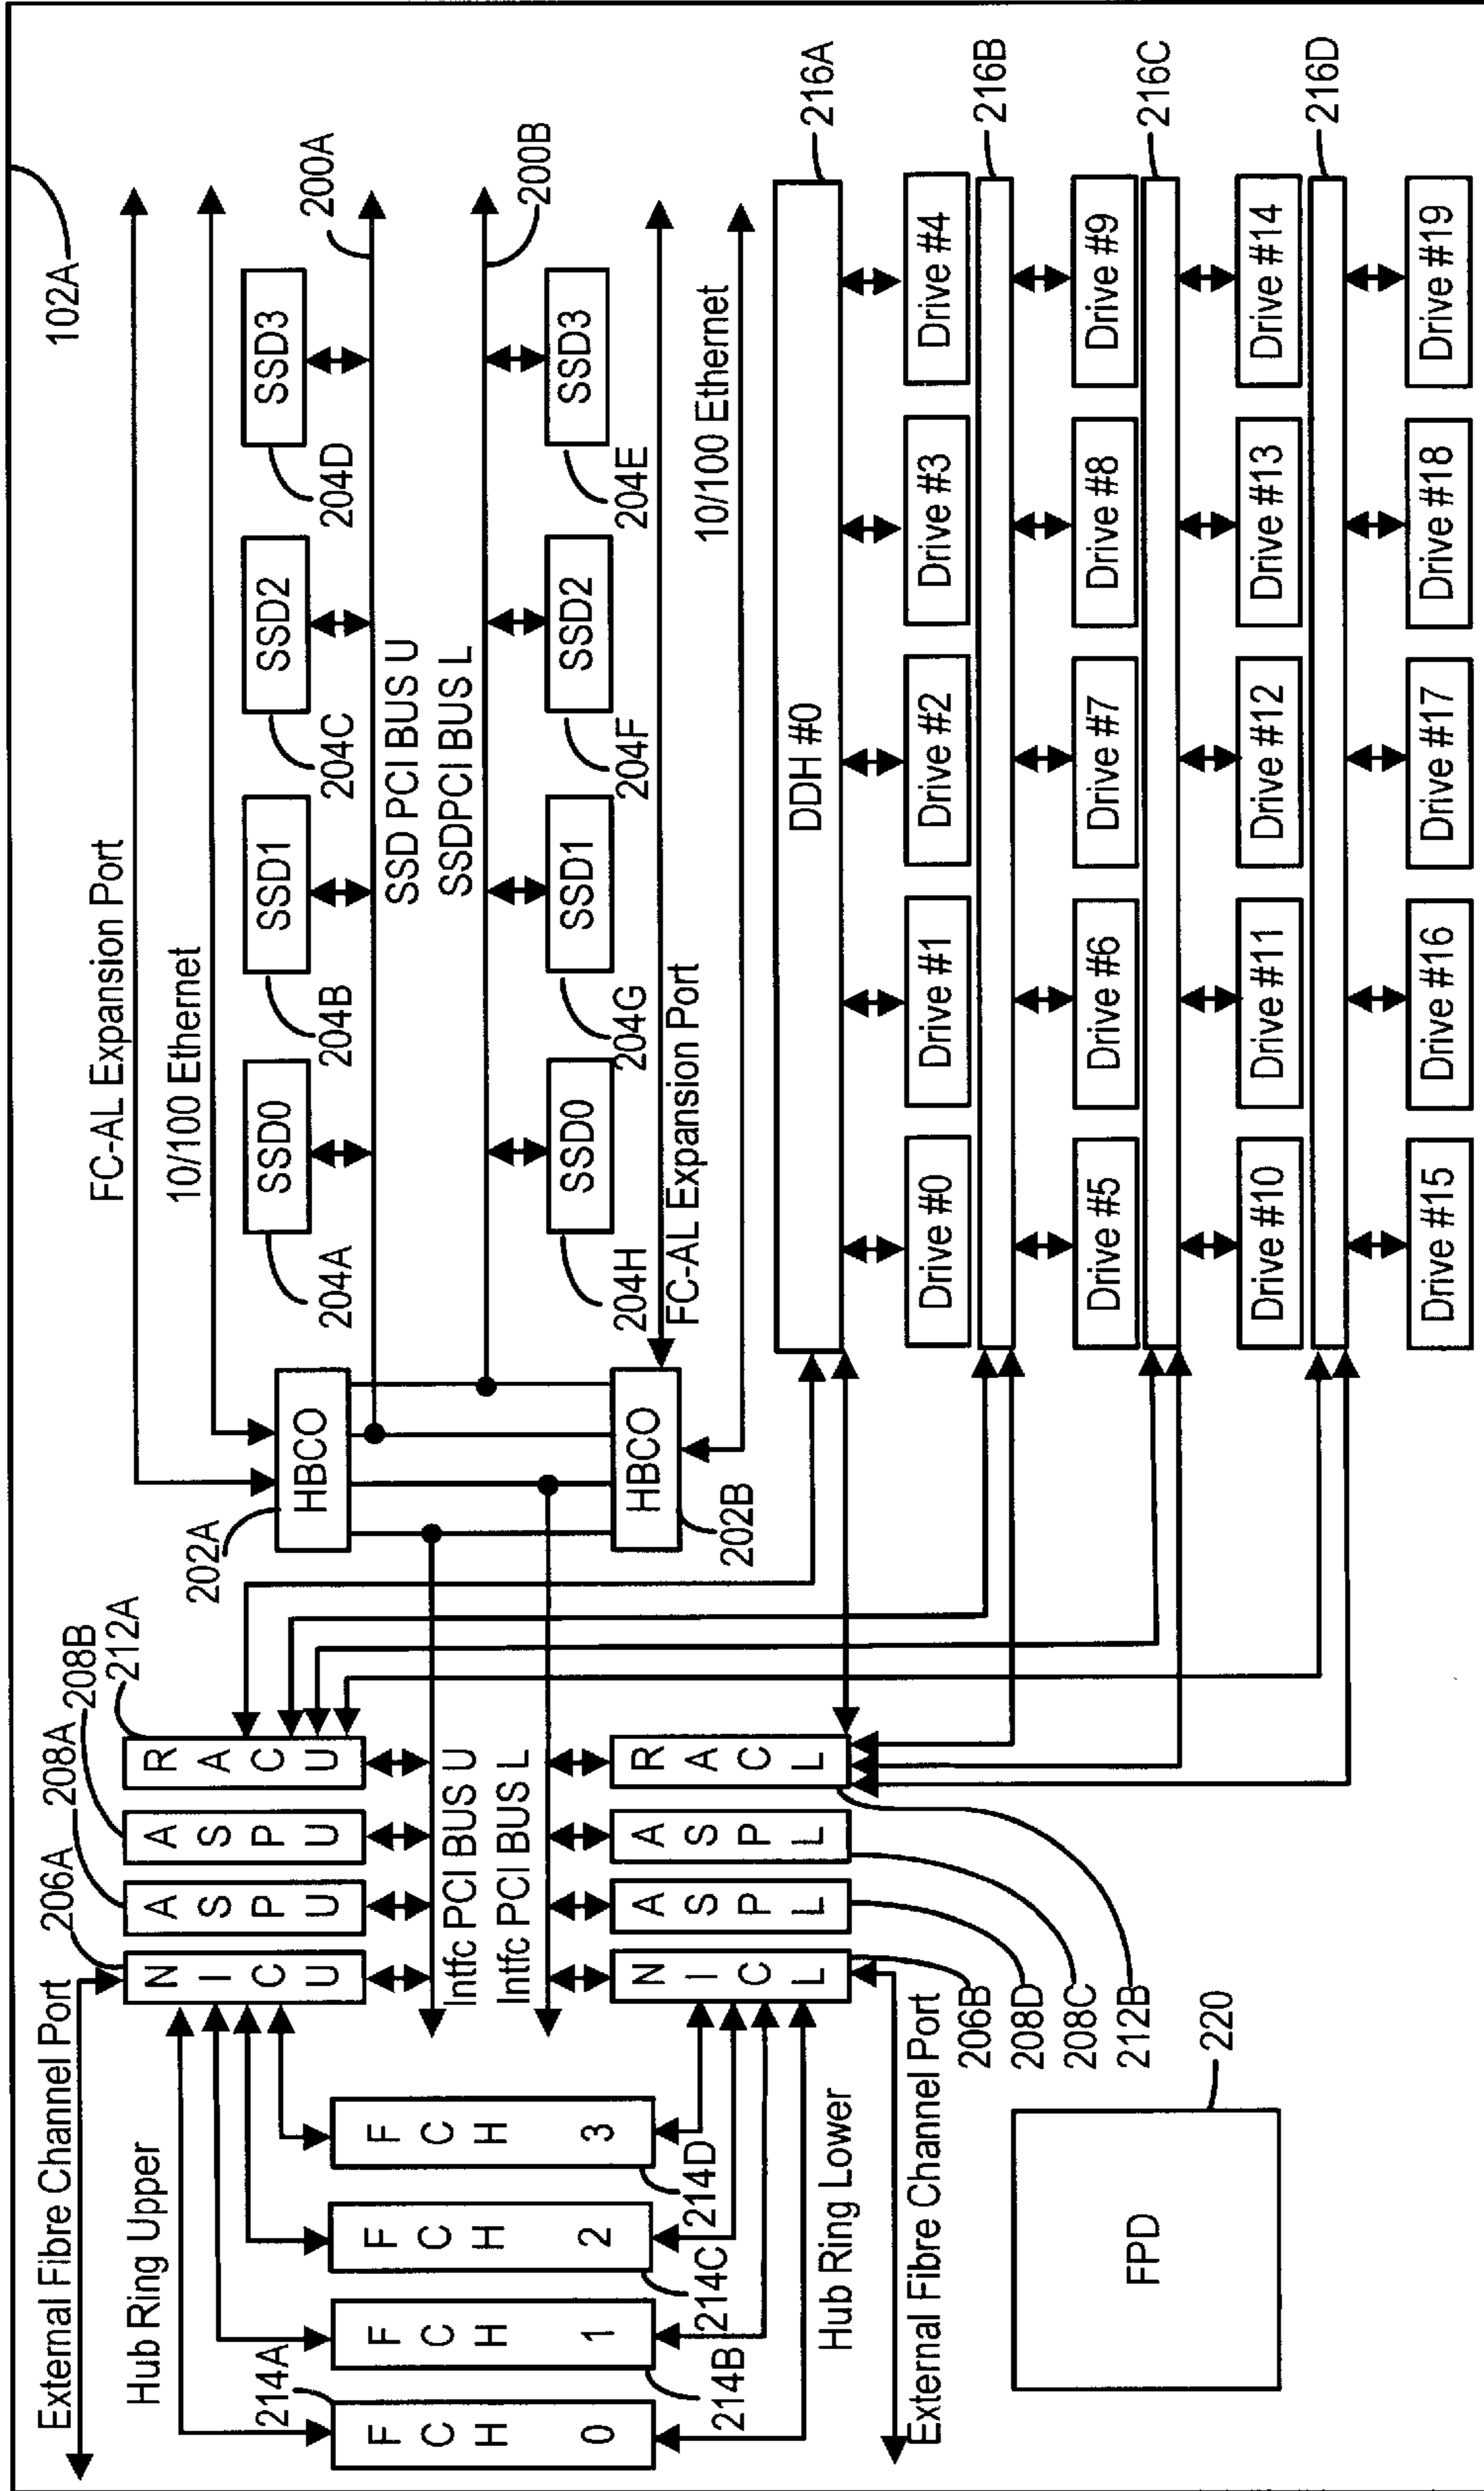 102A
External Fibre Channel Port
Hub Ring Upper
206A
208A
208B
212A
202A
FC-AL Expansion Port
10/100 Ethernet
NICU
ASPU
ASPU
RACU
HBCO
SSD0
SSD1
SSD2
SSD3
204A
204B
204C
204D
200A
214A
FCH 0
FCH 1
FCH 2
FCH 3
214B
214C
214D
Intfc PCI BUS U
Intfc PCI BUS L
SSD PCI BUS U
SSDPCI BUS L
200B
NICL
ASPL
ASPL
RACL
HBCO
202B
SSD0
SSD1
SSD2
SSD3
204H
204G
204F
204E
FC-AL Expansion Port
10/100 Ethernet
Hub Ring Lower
External Fibre Channel Port
206B
208D
208C
212B
DDH #0
216A
Drive #0
Drive #1
Drive #2
Drive #3
Drive #4
216B
Drive #5
Drive #6
Drive #7
Drive #8
Drive #9
216C
Drive #10
Drive #11
Drive #12
Drive #13
Drive #14
216D
Drive #15
Drive #16
Drive #17
Drive #18
Drive #19
FPD
220